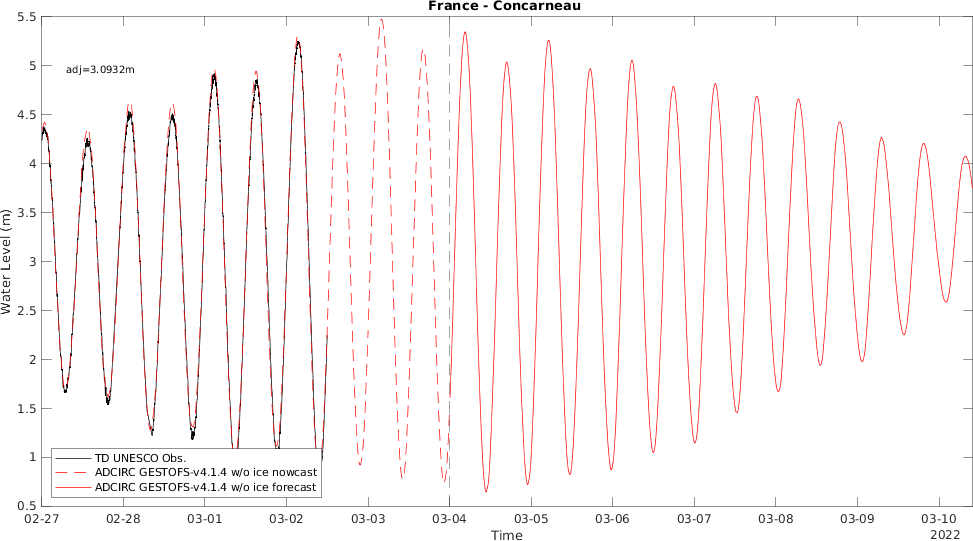 France - Concarneau
5.5
5
4.5
4
3.5
3
2.5
2
1.5
1
0.5
Water Level (m)
adj=3.0932m
TD UNESCO Obs.
ADCIRC GESTOFS-v4.1.4 w/o ice nowcast
ADCIRC GESTOFS-v4.1.4 w/o ice forecast
02-27 02-28 03-01 03-02 03-03 03-04 03-05 03-06 03-07 03-08 03-09 03-10
Time
2022